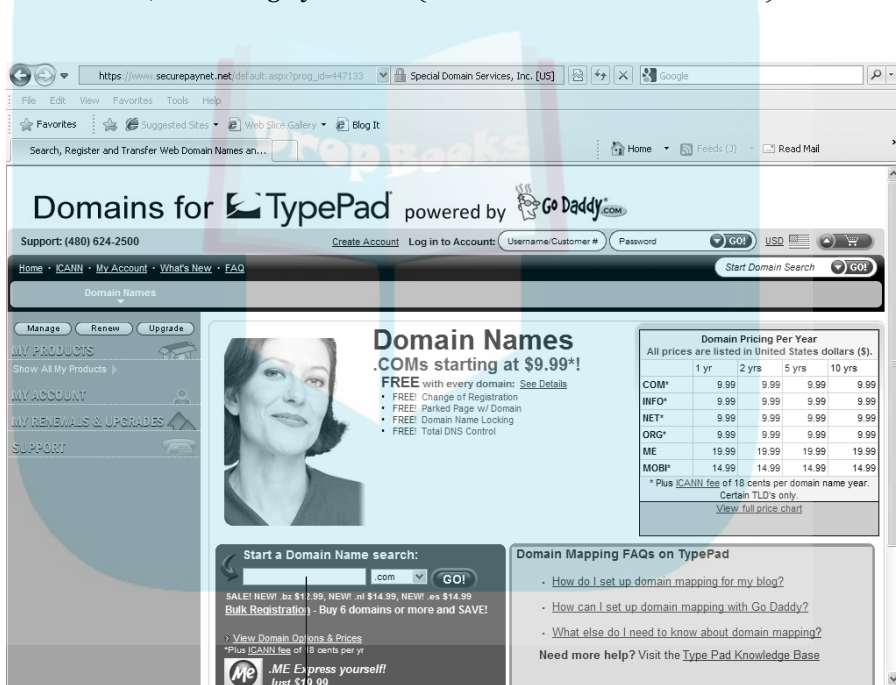 https://www.securepaynet.net/default.aspx?prog_id=447133
Special Domain Services, Inc. [US]
Google
File Edit View Favorites Tools Help
Favorites
Suggested Sites
Web Slice Gallery
Blog It
Search, Register and Transfer Web Domain Names an...
Home
Feeds (J)
Read Mail
DropBooks
Domains for TypePad powered by Go Daddy.com
Support: (480) 624-2500
Create Account Log in to Account: Username/Customer # Password GO! USD
Home · ICANN · My Account · What's New · FAQ
Start Domain Search GO!
Domain Names
Manage Renew Upgrade
MY PRODUCTS
Show All My Products
MY ACCOUNT
MY RENEWALS & UPGRADES
SUPPORT
Domain Names
.COMs starting at $9.99*!
FREE with every domain: See Details
• FREE! Change of Registration
• FREE! Parked Page w/ Domain
• FREE! Domain Name Locking
• FREE! Total DNS Control
Domain Pricing Per Year
All prices are listed in United States dollars ($).
1 yr 2 yrs 5 yrs 10 yrs
COM* 9.99 9.99 9.99 9.99
INFO* 9.99 9.99 9.99 9.99
NET* 9.99 9.99 9.99 9.99
ORG* 9.99 9.99 9.99 9.99
ME 19.99 19.99 19.99 19.99
MOBI* 14.99 14.99 14.99 14.99
* Plus ICANN fee of 18 cents per domain name year.
Certain TLD's only.
View full price chart
Start a Domain Name search:
.com GO!
SALE! NEW! .bz $12.99, NEW! .nl $14.99, NEW! .es $14.99
Bulk Registration - Buy 6 domains or more and SAVE!
View Domain Options & Prices
*Plus ICANN fee of 18 cents per yr
Me
.ME Express yourself!
Just $19.99
Domain Mapping FAQs on TypePad
· How do I set up domain mapping for my blog?
· How can I set up domain mapping with Go Daddy?
· What else do I need to know about domain mapping?
Need more help? Visit the Type Pad Knowledge Base